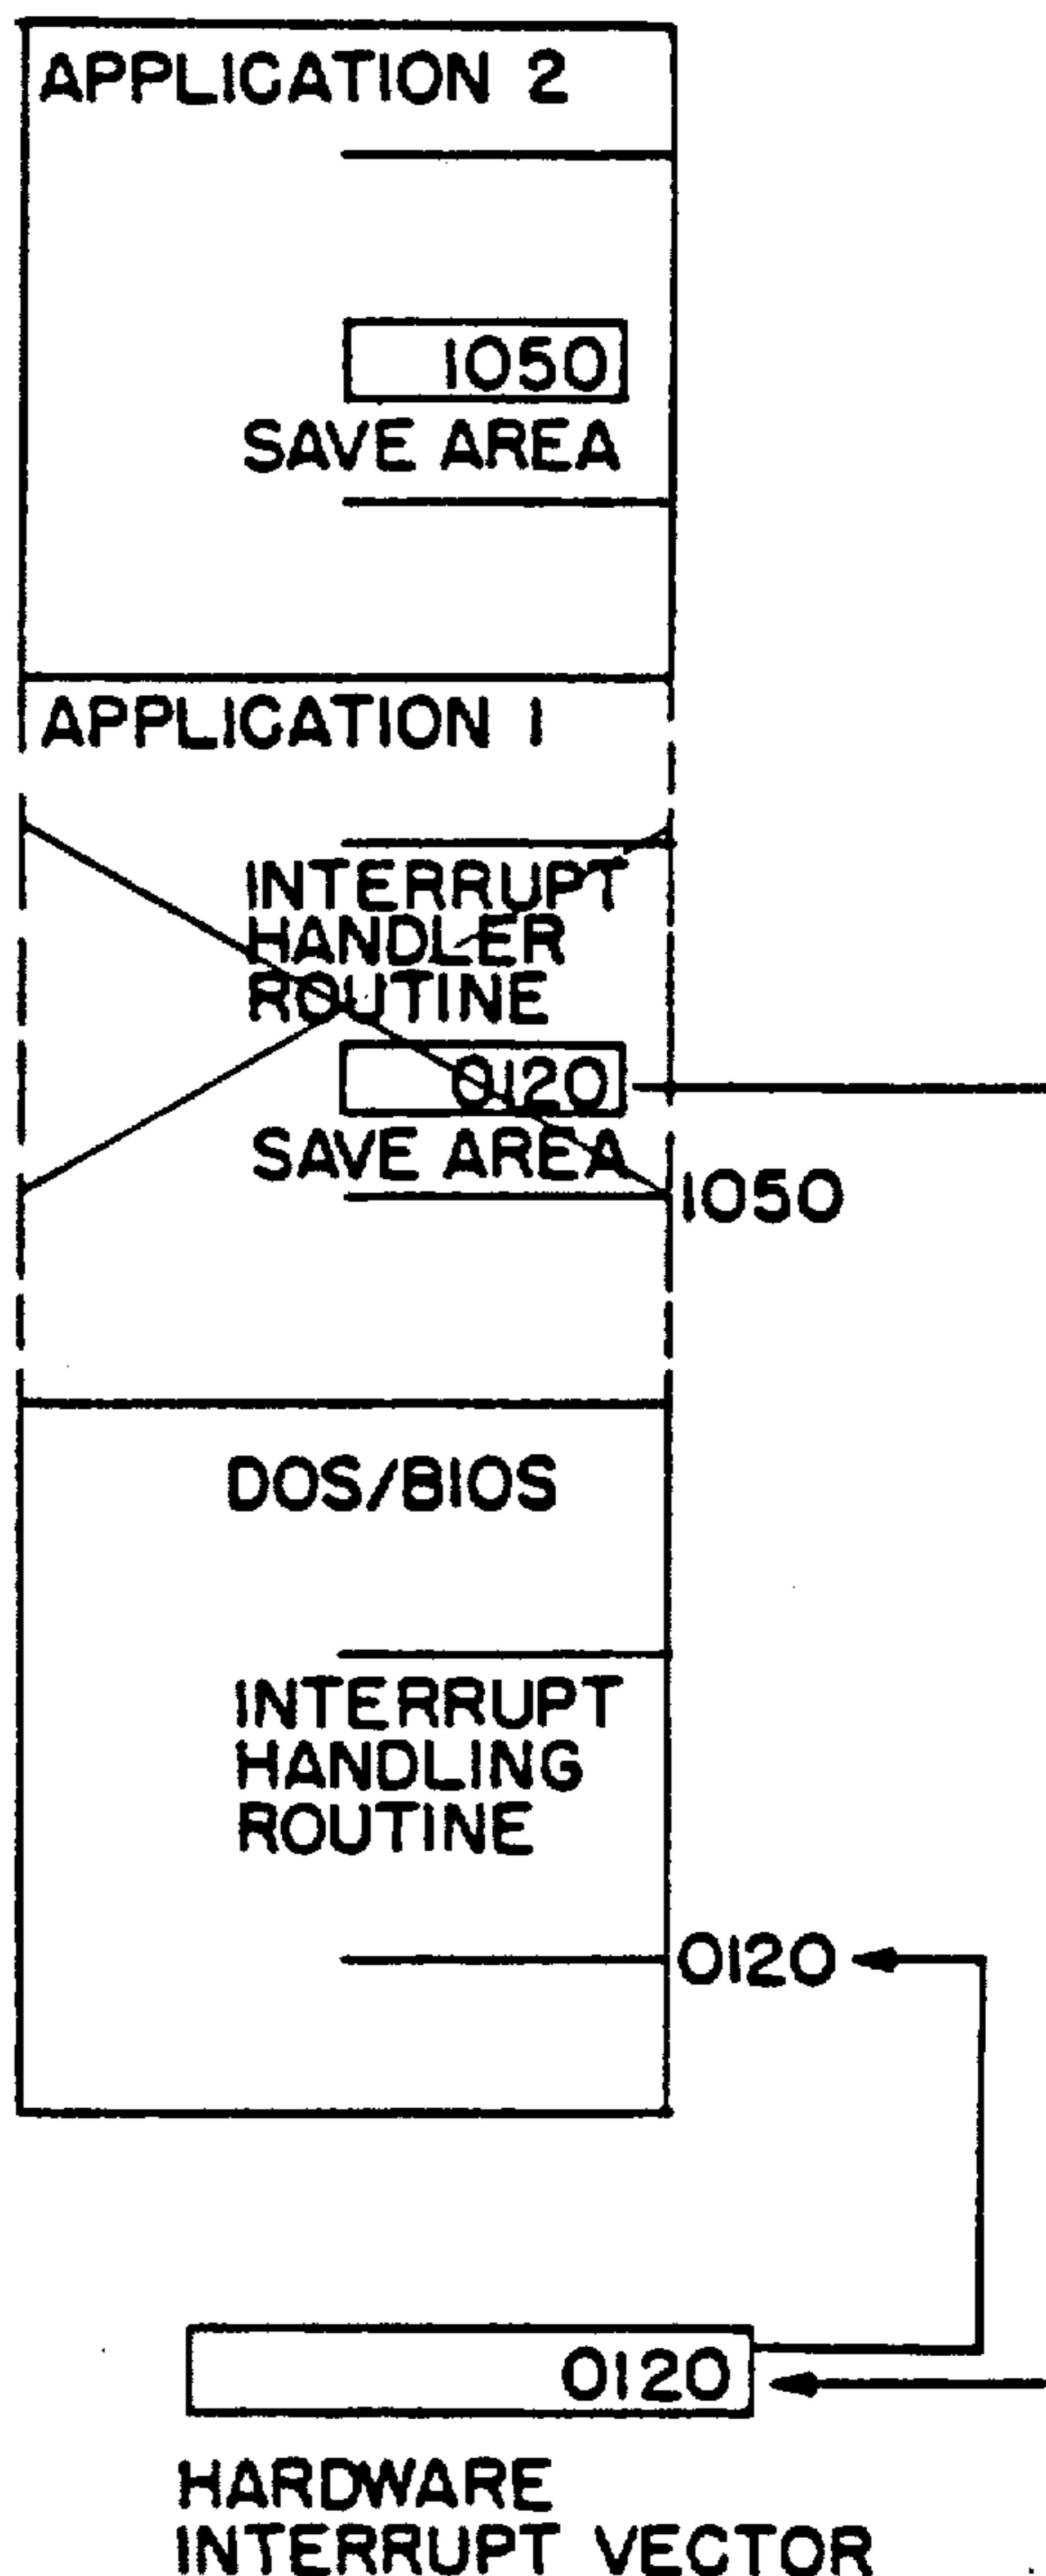 APPLICATION 2
1050
SAVE AREA
APPLICATION 1
INTERRUPT
HANDLER
ROUTINE
0120
SAVE AREA
1050
DOS/BIOS
INTERRUPT
HANDLING
ROUTINE
0120
0120
HARDWARE
INTERRUPT VECTOR